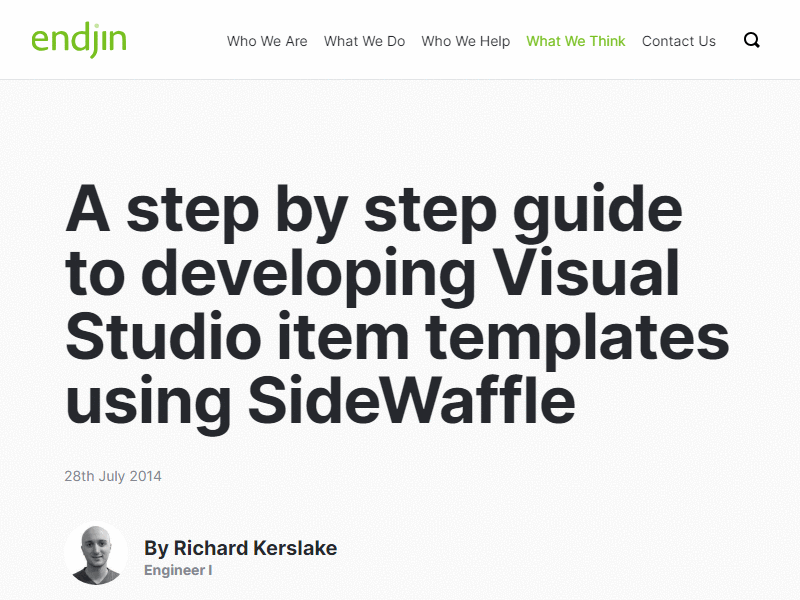 endjin
Who We Are What We Do Who We Help What We Think Contact Us
A step by step guide
to developing Visual
Studio item templates
using SideWaffle
28th July 2014
By Richard Kerslake
Engineer I